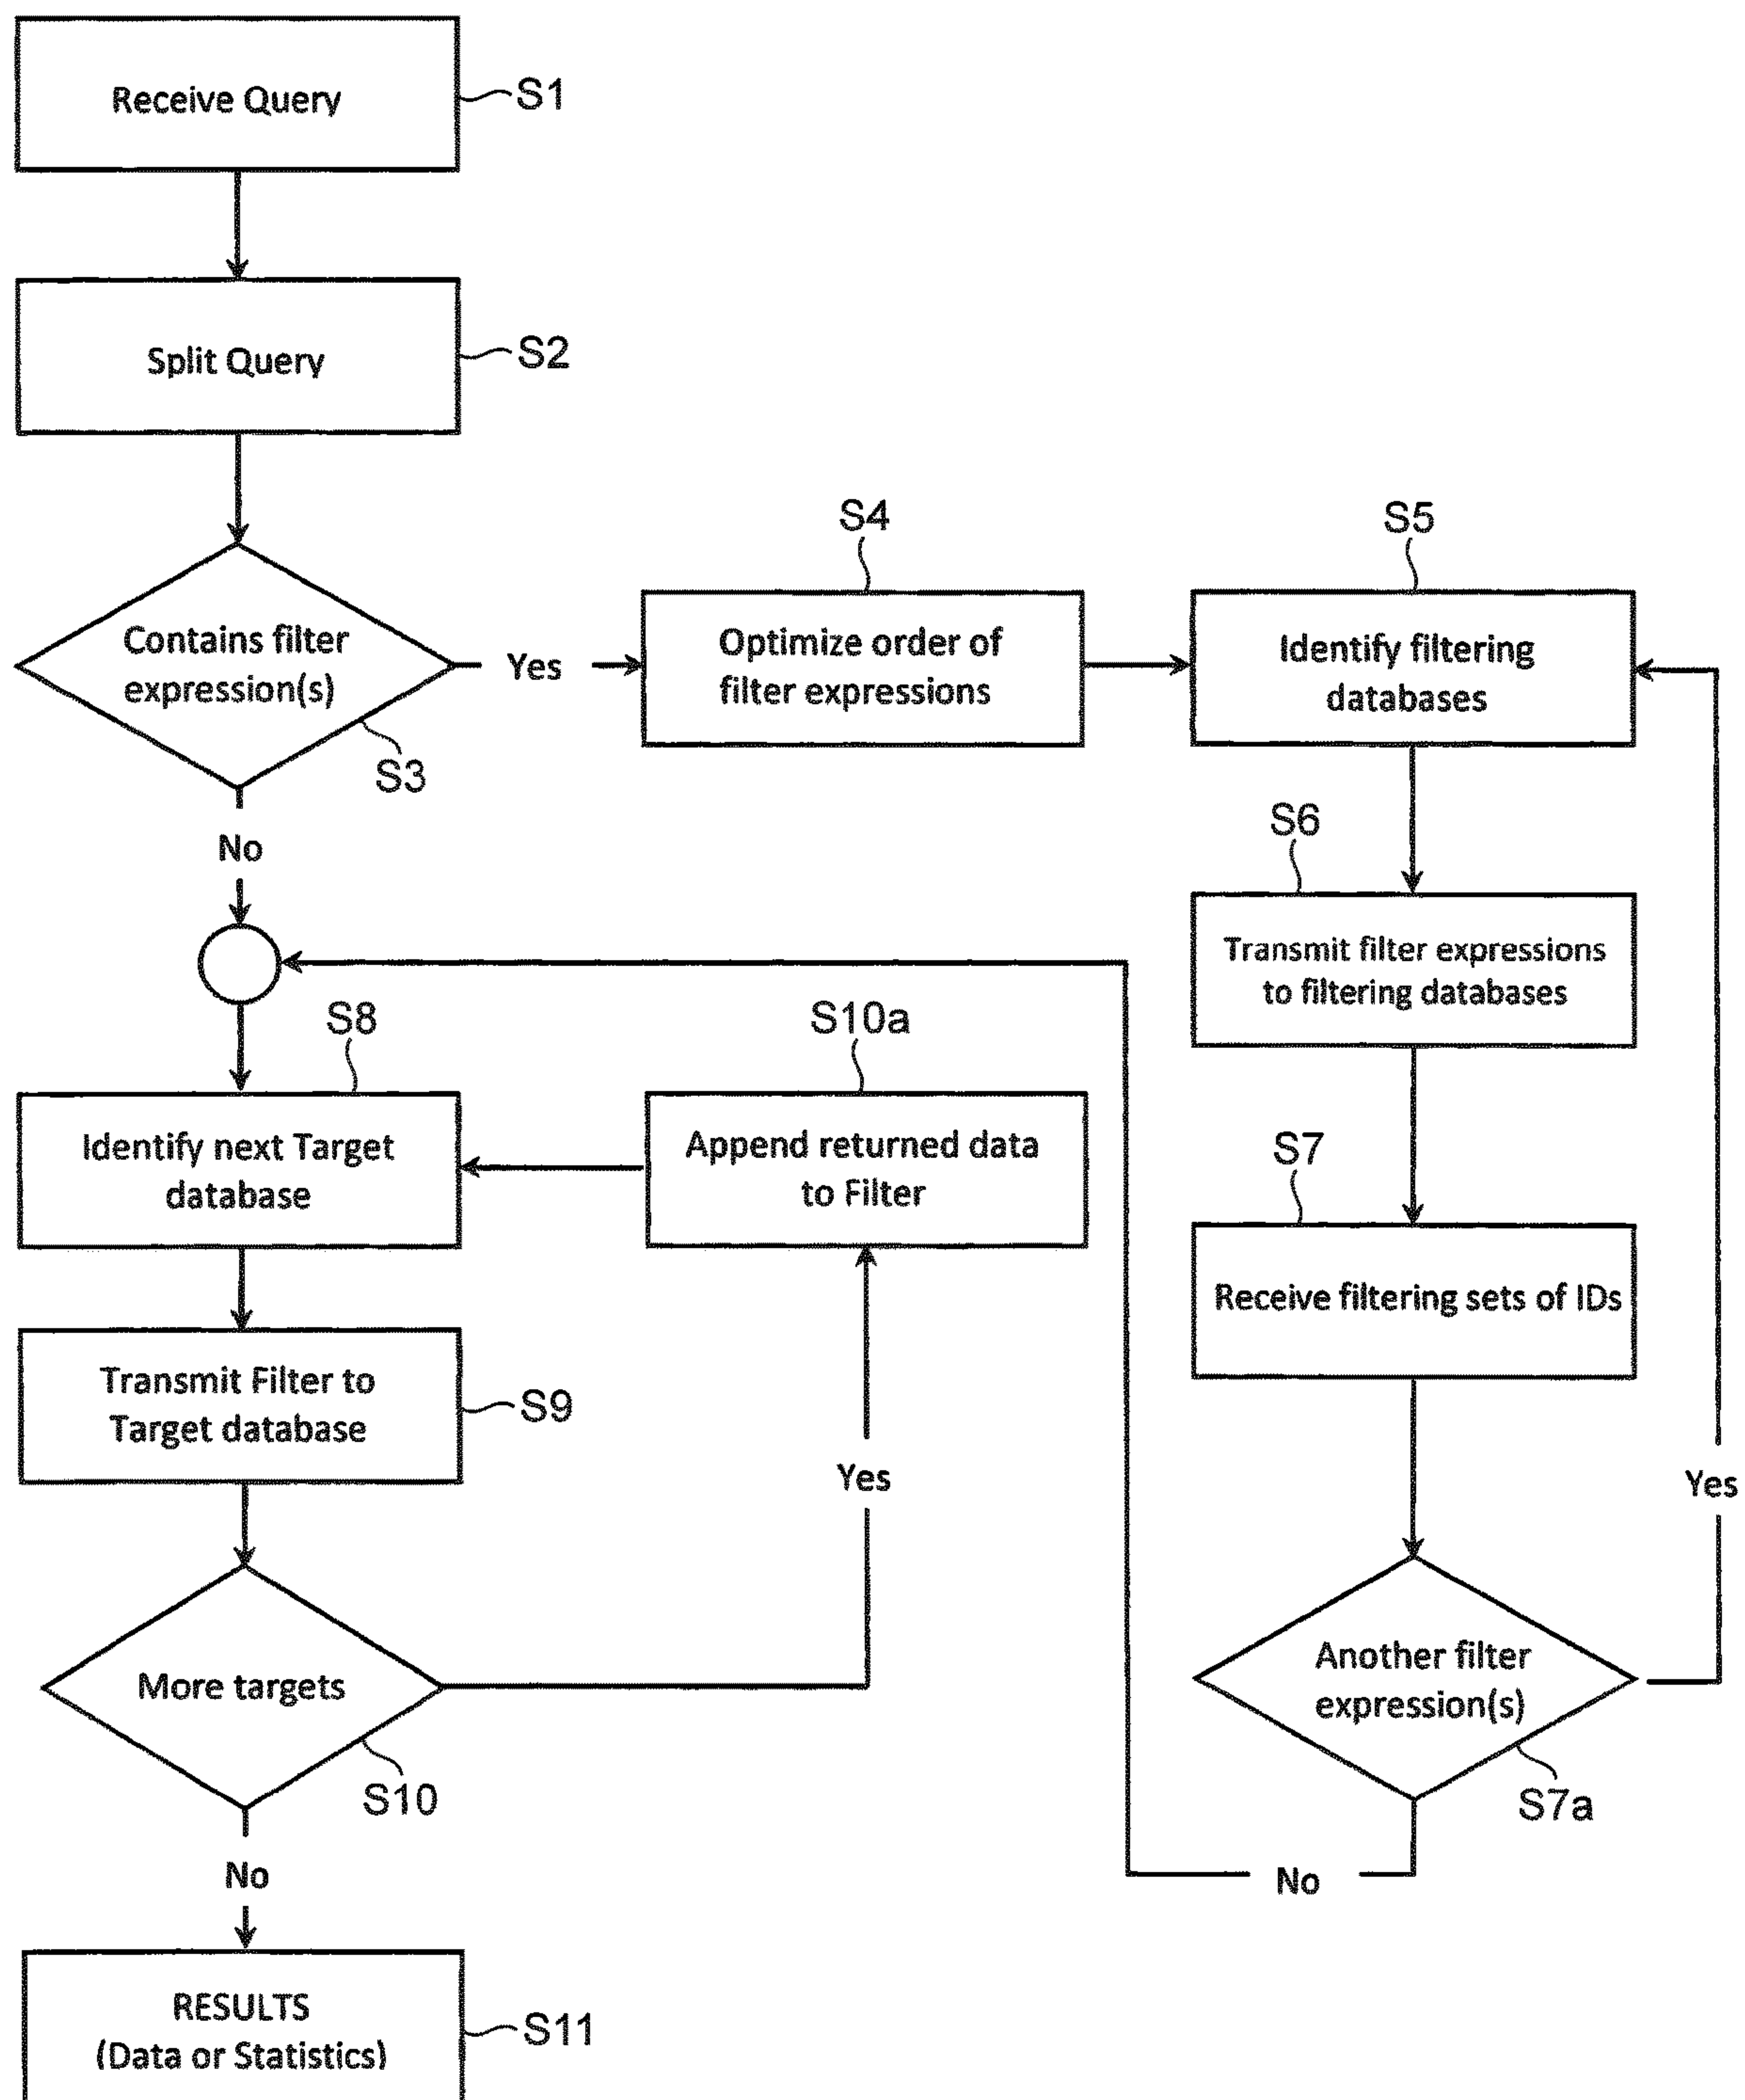 Receive Query
S1
Split Query
S2
Contains filter
expression(s)
S3
Yes
S4
Optimize order of
filter expressions
S5
Identify filtering
databases
S6
Transmit filter expressions
to filtering databases
S7
Receive filtering sets of IDs
Another filter
expression(s)
S7a
Yes
No
No
S8
Identify next Target
database
S10a
Append returned data
to Filter
Transmit Filter to
Target database
S9
Yes
More targets
S10
No
RESULTS
(Data or Statistics)
S11